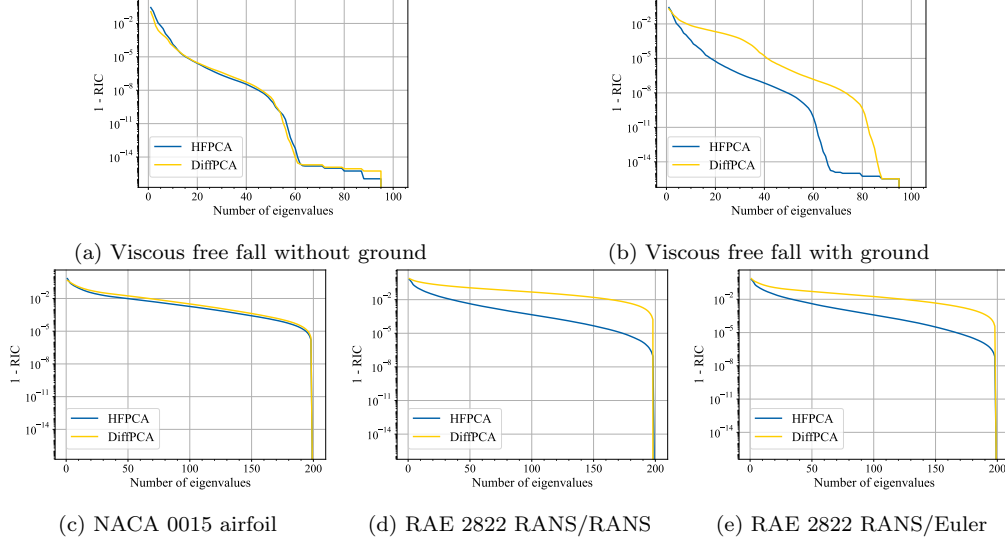 10⁻²
10⁻⁵
10⁻⁸
10⁻¹¹
10⁻¹⁴
1 - RIC
HFPCA
DiffPCA
0 20 40 60 80 100
Number of eigenvalues
(a) Viscous free fall without ground
10⁻²
10⁻⁵
10⁻⁸
10⁻¹¹
10⁻¹⁴
1 - RIC
HFPCA
DiffPCA
0 20 40 60 80 100
Number of eigenvalues
(b) Viscous free fall with ground
10⁻²
10⁻⁵
10⁻⁸
10⁻¹¹
10⁻¹⁴
1 - RIC
HFPCA
DiffPCA
0 50 100 150 200
Number of eigenvalues
(c) NACA 0015 airfoil
10⁻²
10⁻⁵
10⁻⁸
10⁻¹¹
10⁻¹⁴
1 - RIC
HFPCA
DiffPCA
0 50 100 150 200
Number of eigenvalues
(d) RAE 2822 RANS/RANS
10⁻²
10⁻⁵
10⁻⁸
10⁻¹¹
10⁻¹⁴
1 - RIC
HFPCA
DiffPCA
0 50 100 150 200
Number of eigenvalues
(e) RAE 2822 RANS/Euler